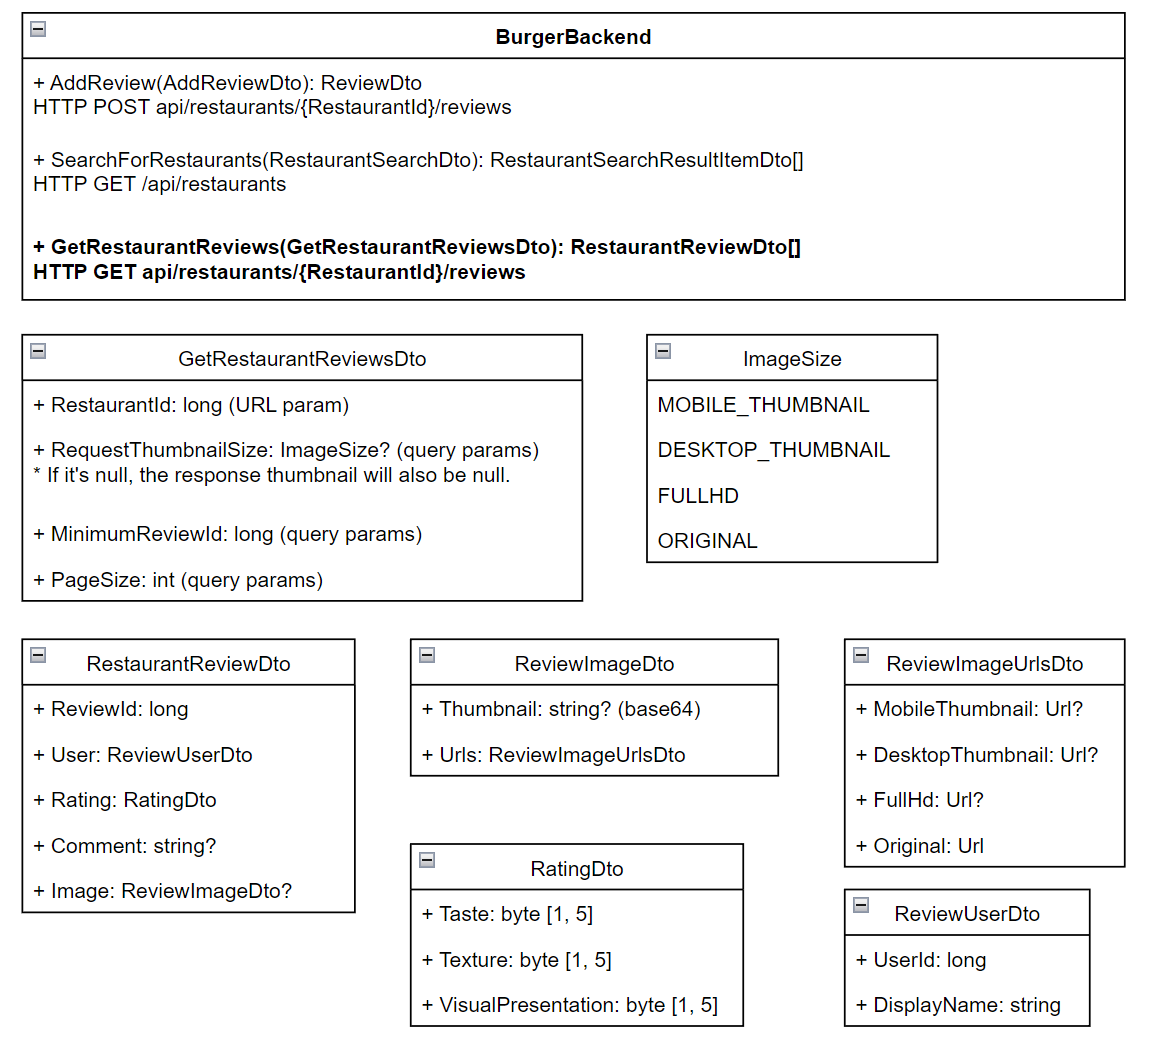 BurgerBackend
+ AddReview(AddReviewDto): ReviewDto
HTTP POST api/restaurants/{RestaurantId}/reviews
+ SearchForRestaurants(RestaurantSearchDto): RestaurantSearchResultItemDto[]
HTTP GET /api/restaurants
+ GetRestaurantReviews(GetRestaurantReviewsDto): RestaurantReviewDto[]
HTTP GET api/restaurants/{RestaurantId}/reviews
GetRestaurantReviewsDto
+ RestaurantId: long (URL param)
+ RequestThumbnailSize: ImageSize? (query params)
* If it's null, the response thumbnail will also be null.
+ MinimumReviewId: long (query params)
+ PageSize: int (query params)
ImageSize
MOBILE_THUMBNAIL
DESKTOP_THUMBNAIL
FULLHD
ORIGINAL
RestaurantReviewDto
+ ReviewId: long
+ User: ReviewUserDto
+ Rating: RatingDto
+ Comment: string?
+ Image: ReviewImageDto?
ReviewImageDto
+ Thumbnail: string? (base64)
+ Urls: ReviewImageUrlsDto
RatingDto
+ Taste: byte [1, 5]
+ Texture: byte [1, 5]
+ VisualPresentation: byte [1, 5]
ReviewImageUrlsDto
+ MobileThumbnail: Url?
+ DesktopThumbnail: Url?
+ FullHd: Url?
+ Original: Url
ReviewUserDto
+ UserId: long
+ DisplayName: string